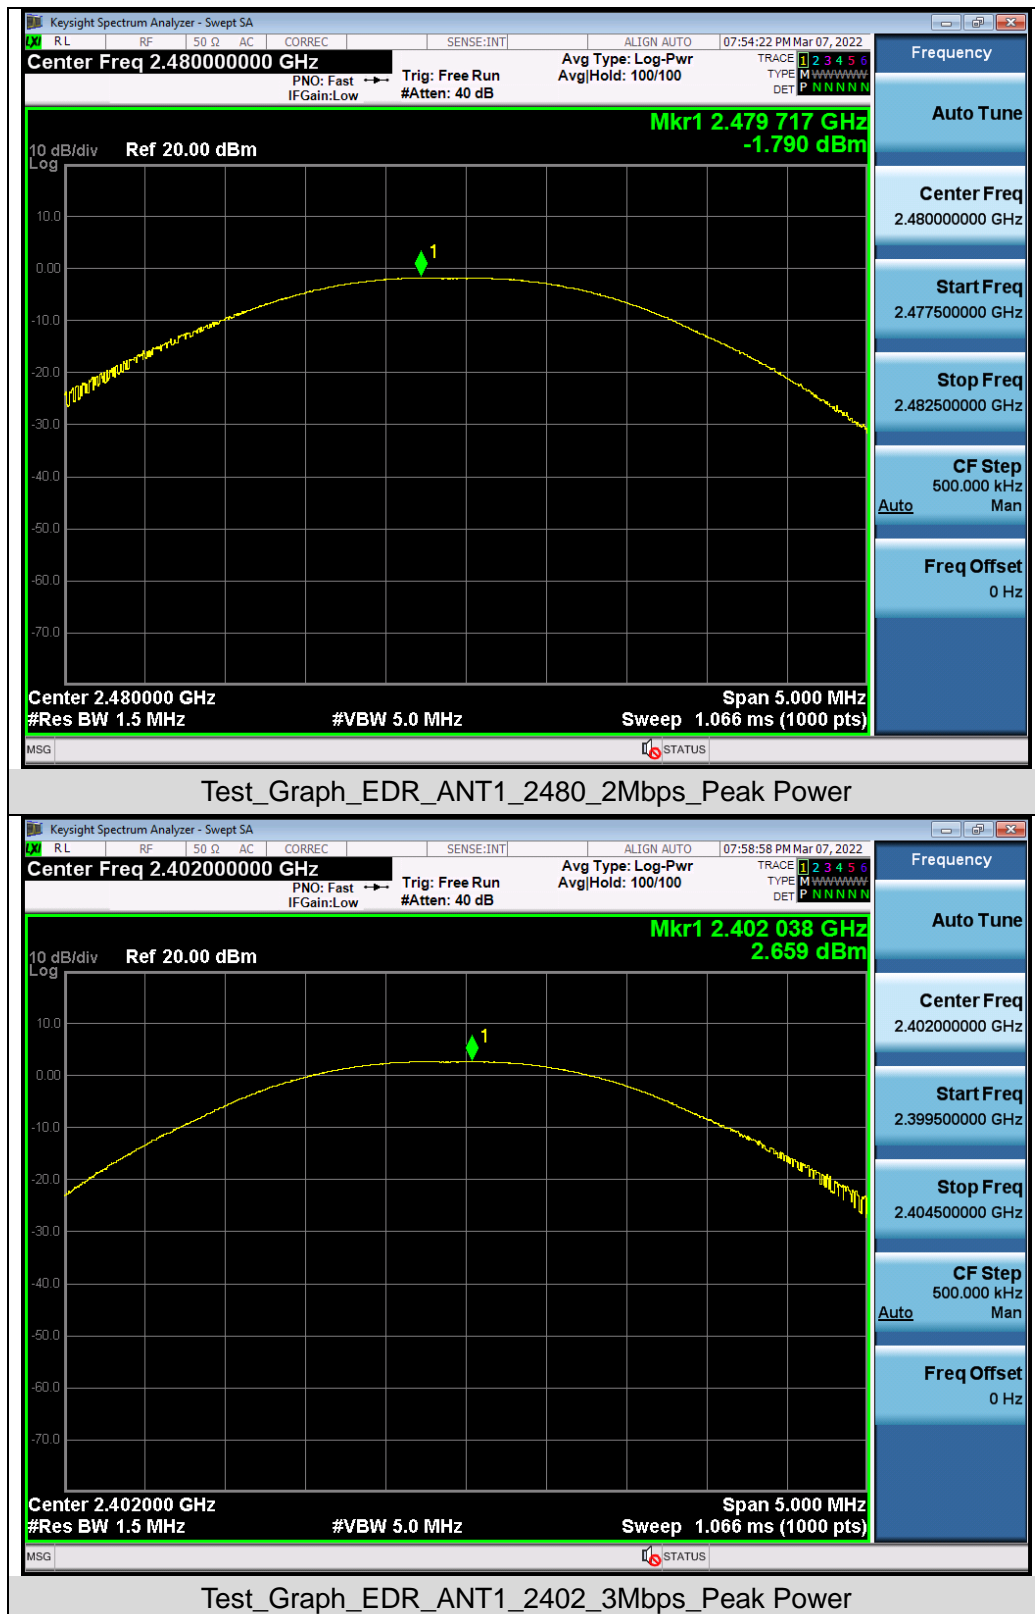 Keysight Spectrum Analyzer - Swept SA
LXI RL RF 50 Ω AC CORREC SENSE:INT ALIGN AUTO 07:54:22 PM Mar 07, 2022
Center Freq 2.480000000 GHz
PNO: Fast
IFGain:Low
Trig: Free Run
#Atten: 40 dB
Avg Type: Log-Pwr
Avg|Hold: 100/100
TRACE 1 2 3 4 5 6
TYPE M WWWWW
DET P N N N N N
Mkr1 2.479 717 GHz
-1.790 dBm
10 dB/div
Log
Ref 20.00 dBm
1
10.0
0.00
-10.0
-20.0
-30.0
-40.0
-50.0
-60.0
-70.0
Center 2.480000 GHz
Span 5.000 MHz
#Res BW 1.5 MHz
#VBW 5.0 MHz
Sweep 1.066 ms (1000 pts)
MSG
STATUS
Frequency
Auto Tune
Center Freq
2.480000000 GHz
Start Freq
2.477500000 GHz
Stop Freq
2.482500000 GHz
CF Step
500.000 kHz
Auto Man
Freq Offset
0 Hz
Test_Graph_EDR_ANT1_2480_2Mbps_Peak Power
Keysight Spectrum Analyzer - Swept SA
LXI RL RF 50 Ω AC CORREC SENSE:INT ALIGN AUTO 07:58:58 PM Mar 07, 2022
Center Freq 2.402000000 GHz
PNO: Fast
IFGain:Low
Trig: Free Run
#Atten: 40 dB
Avg Type: Log-Pwr
Avg|Hold: 100/100
TRACE 1 2 3 4 5 6
TYPE M WWWWW
DET P N N N N N
Mkr1 2.402 038 GHz
2.659 dBm
10 dB/div
Log
Ref 20.00 dBm
1
10.0
0.00
-10.0
-20.0
-30.0
-40.0
-50.0
-60.0
-70.0
Center 2.402000 GHz
Span 5.000 MHz
#Res BW 1.5 MHz
#VBW 5.0 MHz
Sweep 1.066 ms (1000 pts)
MSG
STATUS
Frequency
Auto Tune
Center Freq
2.402000000 GHz
Start Freq
2.399500000 GHz
Stop Freq
2.404500000 GHz
CF Step
500.000 kHz
Auto Man
Freq Offset
0 Hz
Test_Graph_EDR_ANT1_2402_3Mbps_Peak Power